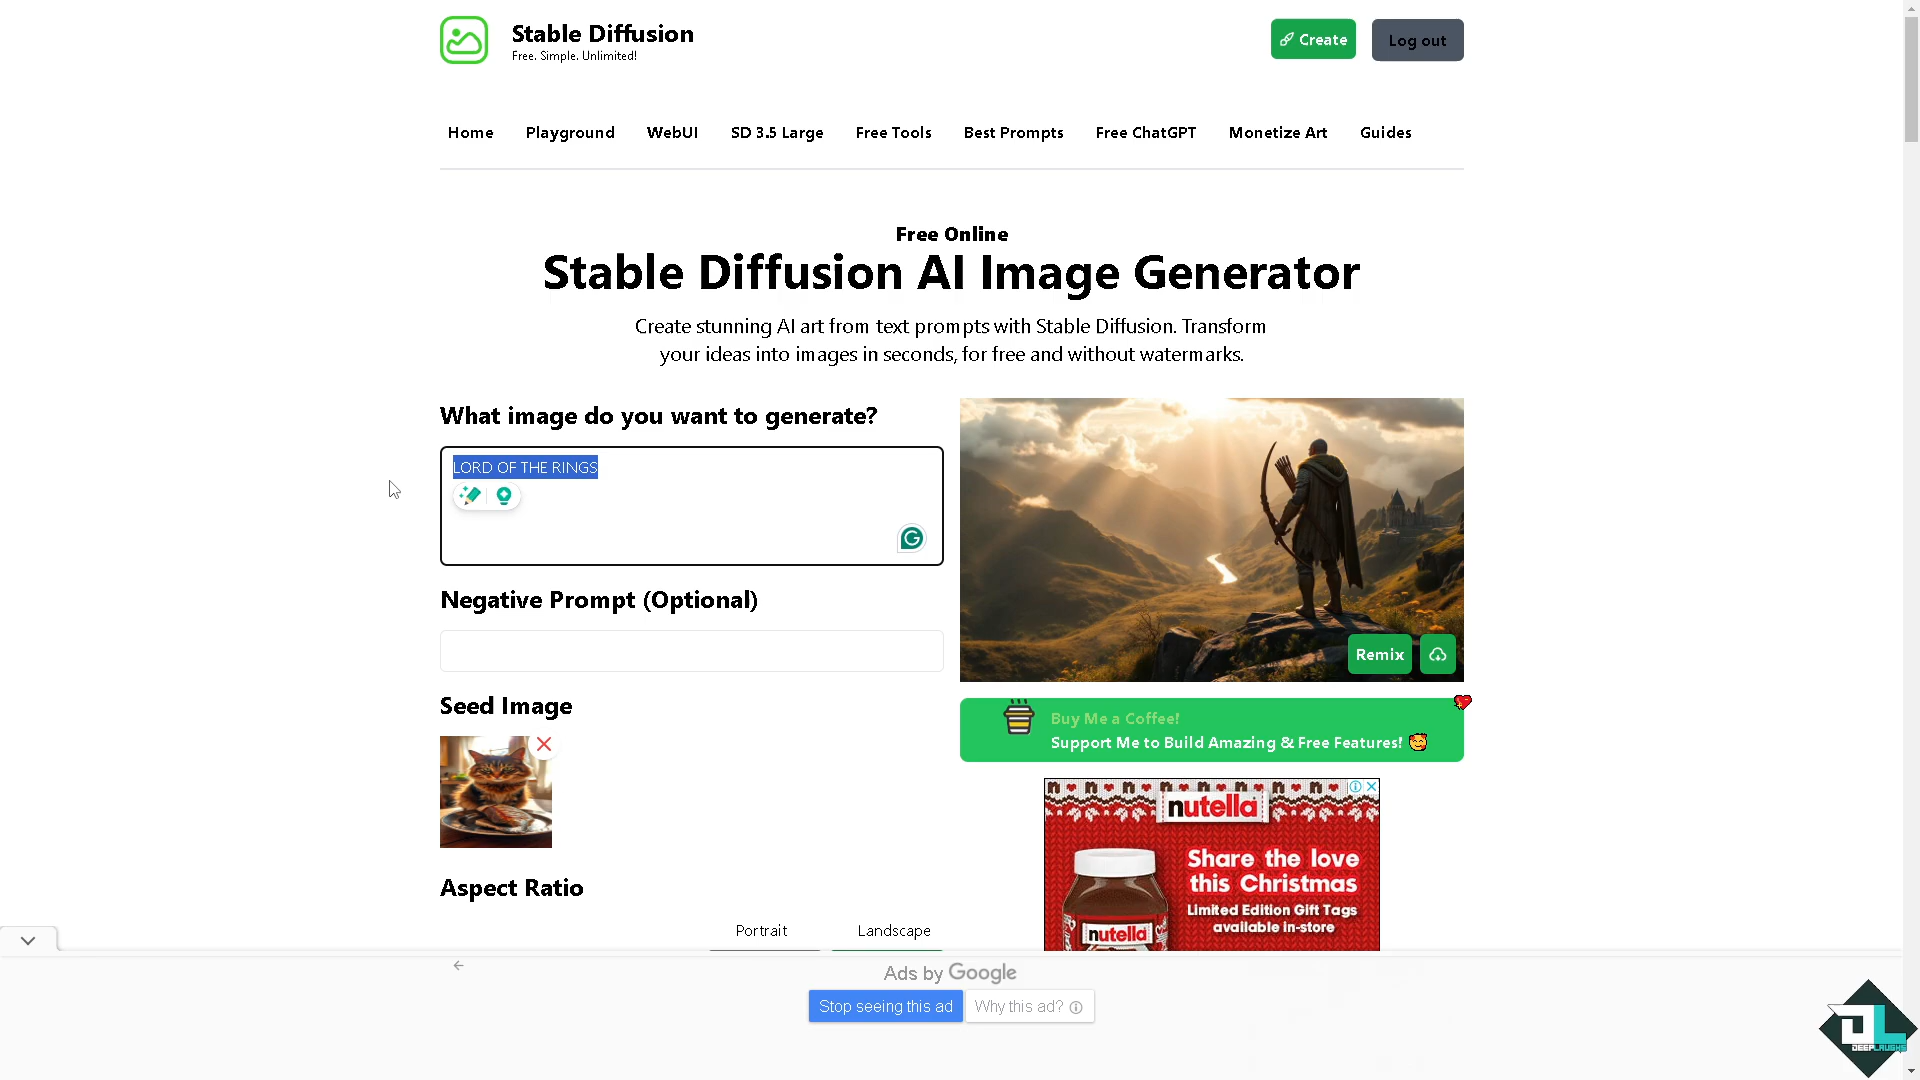 Stable Diffusion
Free. Simple. Unlimited!
Create
Log out
Home Playground WebUI SD 3.5 Large Free Tools Best Prompts Free ChatGPT Monetize Art Guides
Free Online
Stable Diffusion AI Image Generator
Create stunning AI art from text prompts with Stable Diffusion. Transform
your ideas into images in seconds, for free and without watermarks.
What image do you want to generate?
LORD OF THE RINGS
Negative Prompt (Optional)
Seed Image
Aspect Ratio
Portrait Landscape
Remix
Buy Me a Coffee!
Support Me to Build Amazing & Free Features!
nutella
Share the love
this Christmas
Limited Edition Gift Tags
available in-store
nutella
Ads by Google
Stop seeing this ad Why this ad?
DL
DEEPLAUGHS